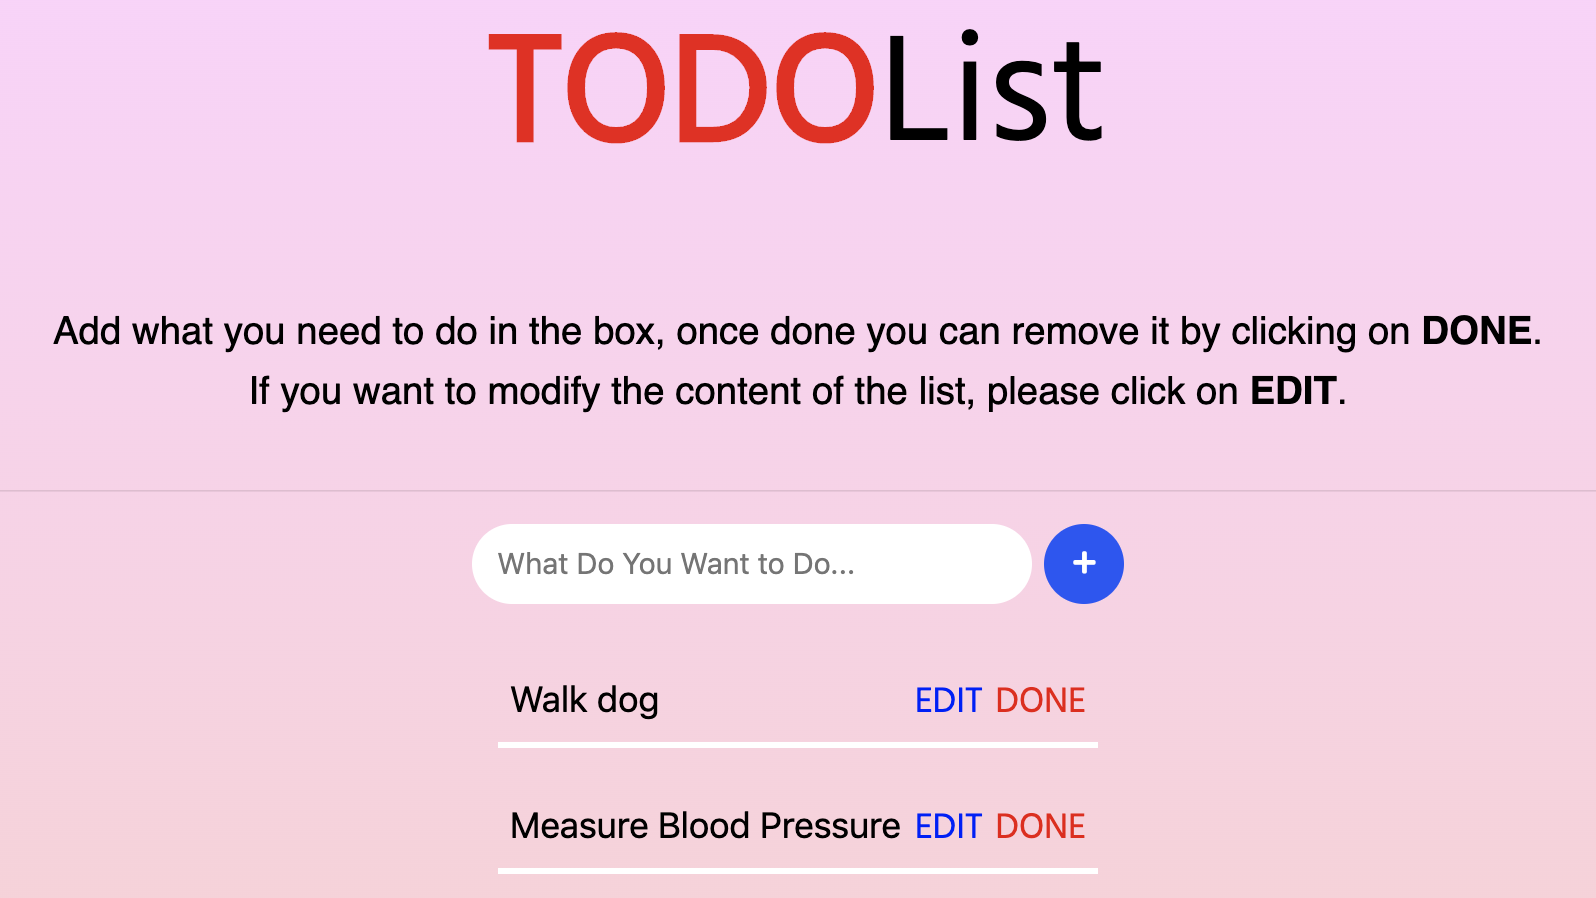 TODOList
Add what you need to do in the box, once done you can remove it by clicking on DONE.
If you want to modify the content of the list, please click on EDIT.
What Do You Want to Do...
+
Walk dog EDIT DONE
Measure Blood Pressure EDIT DONE